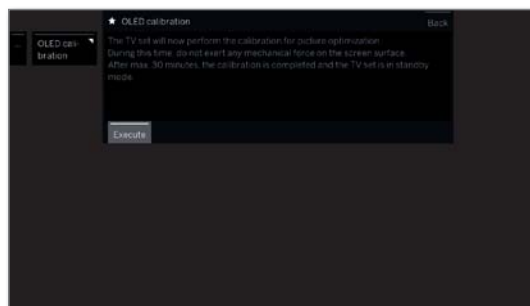 ★ OLED calibration
Back
...
OLED cal-
bration
The TV set will now perform the calibration for picture optimization.
During this time, do not exert any mechanical force on the screen surface.
After max. 30 minutes, the calibration is completed and the TV set is in standby
mode.
Execute